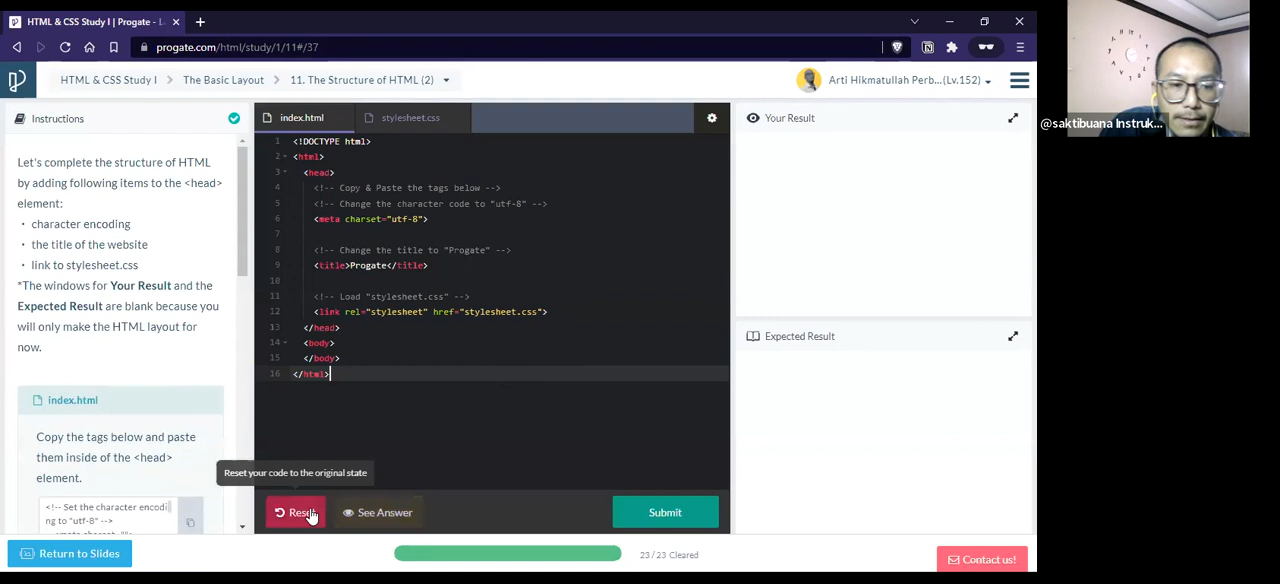 HTML & CSS Study I | Progate - L
progate.com/html/study/1/11#/37
HTML & CSS Study I
The Basic Layout
11. The Structure of HTML (2)
Arti Hikmatullah Perb...(Lv.152)
@saktibuana Instruk...
Instructions
Let's complete the structure of HTML
by adding following items to the <head>
element:
• character encoding
• the title of the website
• link to stylesheet.css
*The windows for Your Result and the
Expected Result are blank because you
will only make the HTML layout for
now.
index.html
Copy the tags below and paste
them inside of the <head>
element.
<!-- Set the character encodi
ng to "utf-8" -->
index.html
stylesheet.css
1 <!DOCTYPE html>
2 <html>
3 <head>
4 <!-- Copy & Paste the tags below -->
5 <!-- Change the character code to "utf-8" -->
6 <meta charset="utf-8">
7
8 <!-- Change the title to "Progate" -->
9 <title>Progate</title>
10
11 <!-- Load "stylesheet.css" -->
12 <link rel="stylesheet" href="stylesheet.css">
13 </head>
14 <body>
15 </body>
16 </html>
Reset your code to the original state
Reset
See Answer
Submit
Your Result
Expected Result
Return to Slides
23 / 23 Cleared
Contact us!